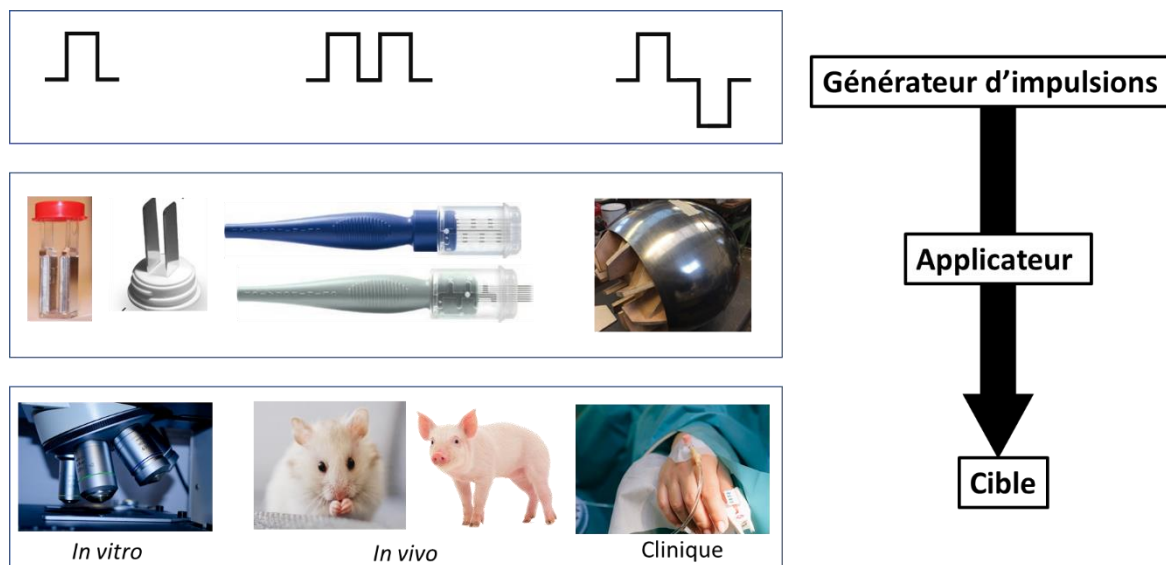 Générateur d’impulsions
Applicateur
Cible
In vitro
In vivo
Clinique